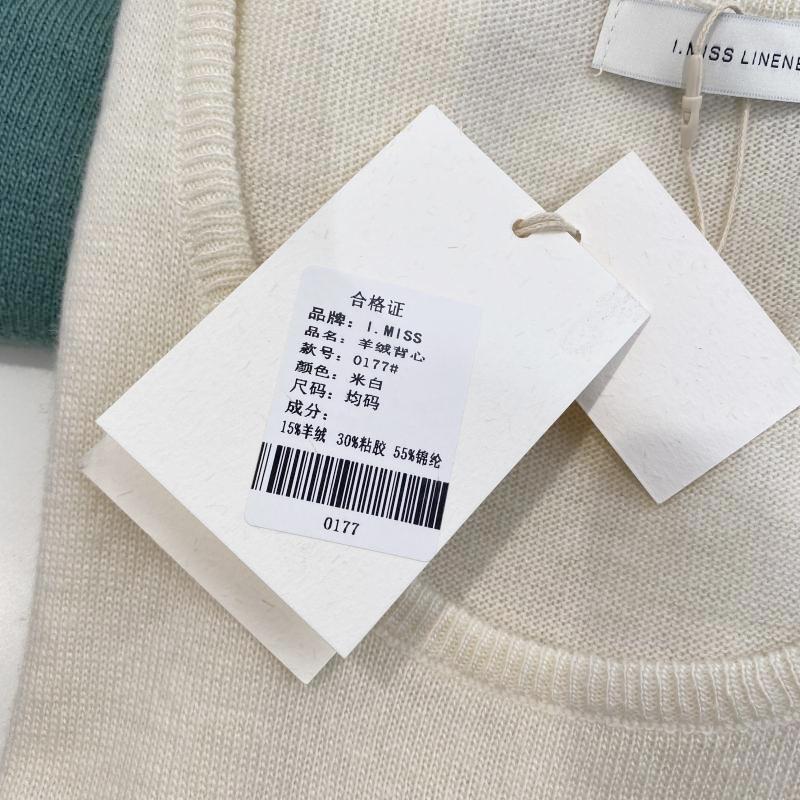 I.MISS LINENE
合格证
品牌: I.MISS
品名: 羊绒背心
款号: 0177#
颜色: 米白
尺码: 均码
成分:
15%羊绒 30%粘胶 55%锦纶
0177